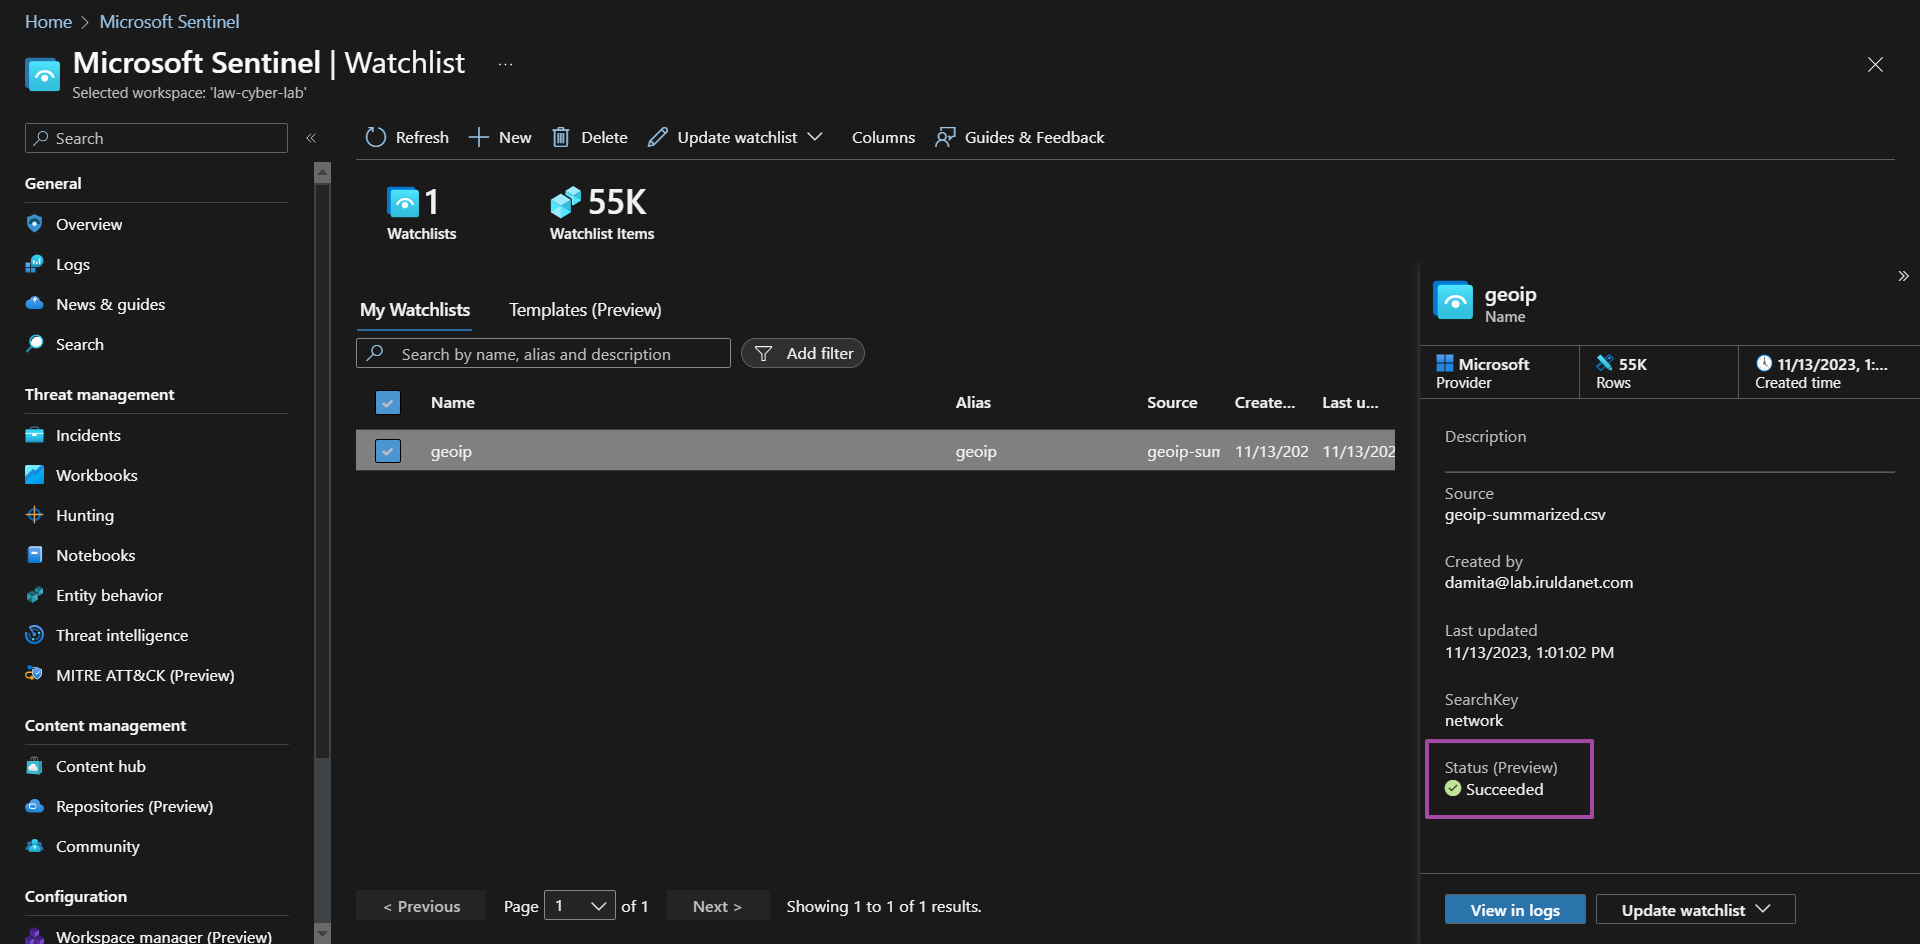 Home > Microsoft Sentinel
Microsoft Sentinel | Watchlist ...
Selected workspace: 'law-cyber-lab'
Search «
General
Overview
Logs
News & guides
Search
Threat management
Incidents
Workbooks
Hunting
Notebooks
Entity behavior
Threat intelligence
MITRE ATT&CK (Preview)
Content management
Content hub
Repositories (Preview)
Community
Configuration
Workspace manager (Preview)
Refresh New Delete Update watchlist Columns Guides & Feedback
1
Watchlists
55K
Watchlist Items
My Watchlists Templates (Preview)
Search by name, alias and description Add filter
Name Alias Source Create... Last u...
geoip geoip geoip-sum 11/13/202 11/13/202
< Previous Page 1 of 1 Next > Showing 1 to 1 of 1 results.
»
geoip
Name
Microsoft
Provider
55K
Rows
11/13/2023, 1:...
Created time
Description
Source
geoip-summarized.csv
Created by
damita@lab.iruldanet.com
Last updated
11/13/2023, 1:01:02 PM
SearchKey
network
Status (Preview)
Succeeded
View in logs Update watchlist